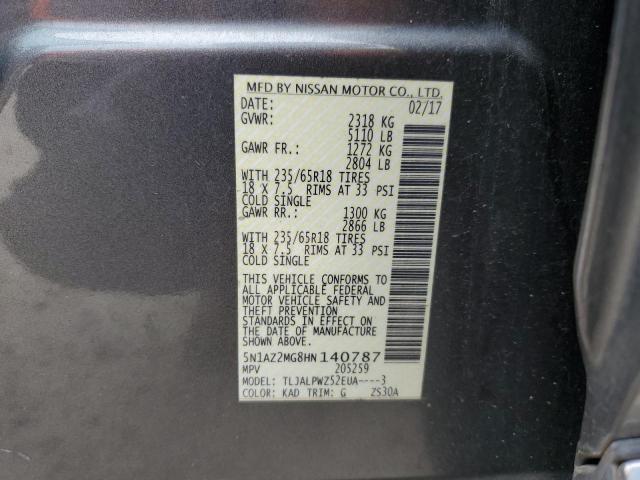 MFD BY NISSAN MOTOR CO., LTD.
DATE: 02/17
GVWR: 2318 KG
5110 LB
GAWR FR.: 1272 KG
2804 LB
WITH 235/65R18 TIRES
18 X 7.5 RIMS AT 33 PSI
COLD SINGLE
GAWR RR.: 1300 KG
2866 LB
WITH 235/65R18 TIRES
18 X 7.5 RIMS AT 33 PSI
COLD SINGLE
THIS VEHICLE CONFORMS TO
ALL APPLICABLE FEDERAL
MOTOR VEHICLE SAFETY AND
THEFT PREVENTION
STANDARDS IN EFFECT ON THE
DATE OF MANUFACTURE
SHOWN ABOVE.
5N1AZ2MG8HN140787
MPV 205259
MODEL: TLJALPWZ52EUA----3
COLOR: KAD TRIM: G ZS30A